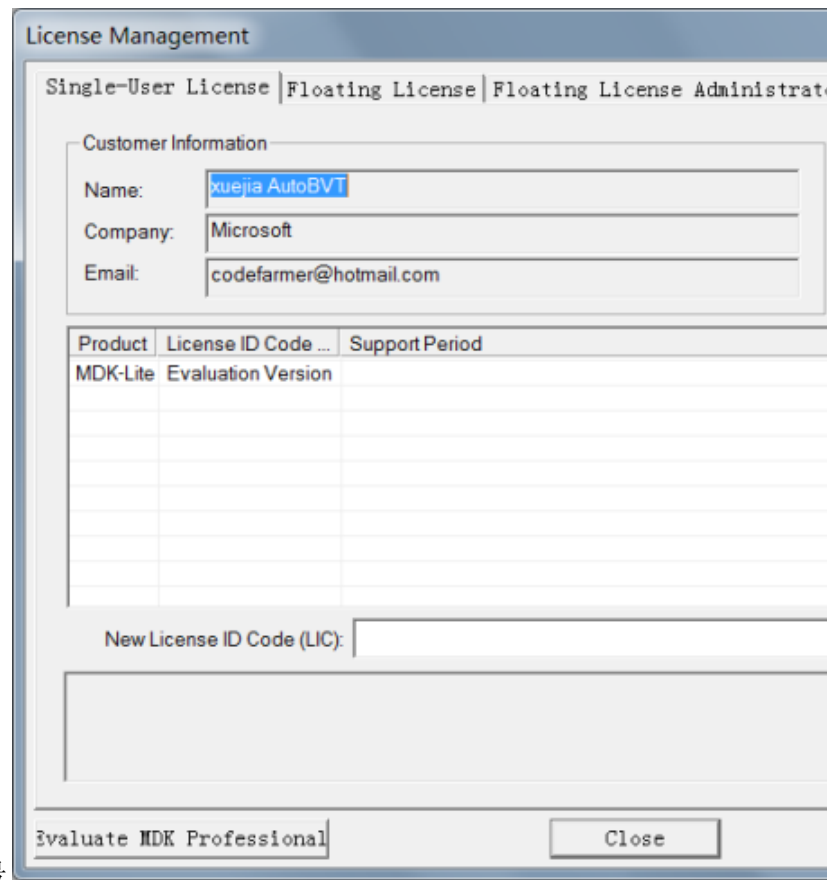 License Management
Single-User License Floating License Floating License Administrat
Customer Information
Name: xuejia AutoBVT
Company: Microsoft
Email: codefarmer@hotmail.com
Product License ID Code ... Support Period
MDK-Lite Evaluation Version
New License ID Code (LIC):
Evaluate MDK Professional Close